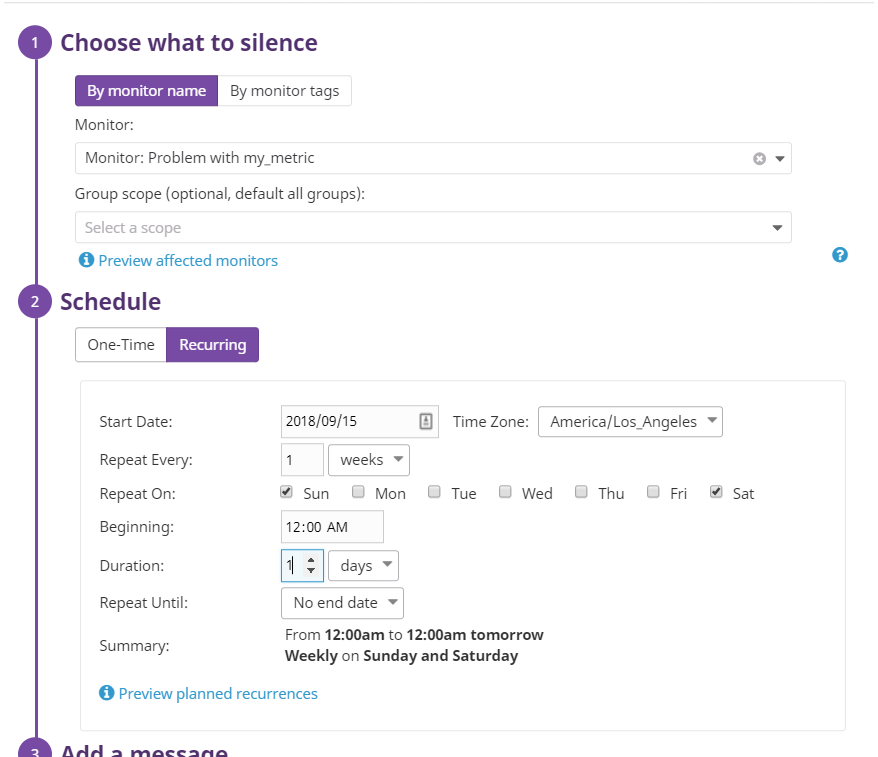 1 Choose what to silence
By monitor name By monitor tags
Monitor:
Monitor: Problem with my_metric
Group scope (optional, default all groups):
Select a scope
Preview affected monitors
2 Schedule
One-Time Recurring
Start Date: 2018/09/15 Time Zone: America/Los_Angeles
Repeat Every: 1 weeks
Repeat On: Sun Mon Tue Wed Thu Fri Sat
Beginning: 12:00 AM
Duration: 1 days
Repeat Until: No end date
Summary: From 12:00am to 12:00am tomorrow
Weekly on Sunday and Saturday
Preview planned recurrences
3 Add a message